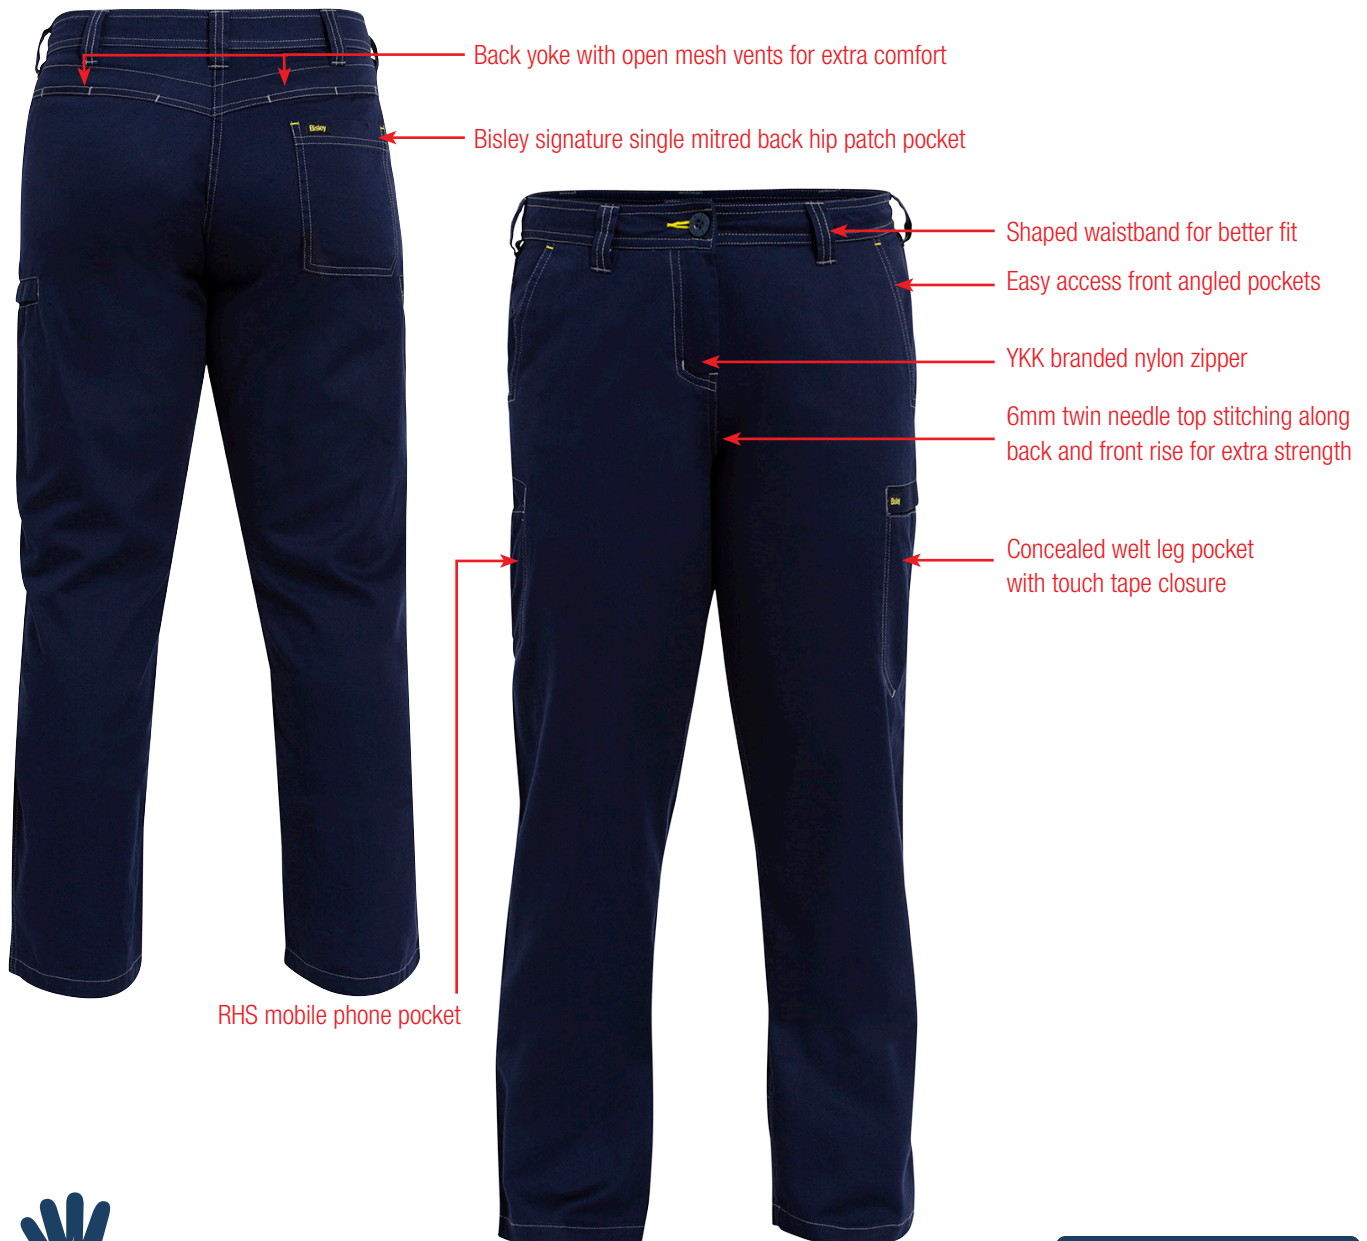 Back yoke with open mesh vents for extra comfort
Bisley
Bisley signature single mitred back hip patch pocket
Shaped waistband for better fit
Easy access front angled pockets
YKK branded nylon zipper
6mm twin needle top stitching along
back and front rise for extra strength
Bisley
Concealed welt leg pocket
with touch tape closure
RHS mobile phone pocket